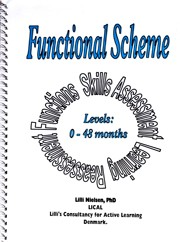 Functional Scheme
Functions Skills Assessment Learning Reassessment
Levels:
0 - 48 months
Lilli Nielsen, PhD
LICAL
Lilli's Consultancy for Active Learning
Denmark.